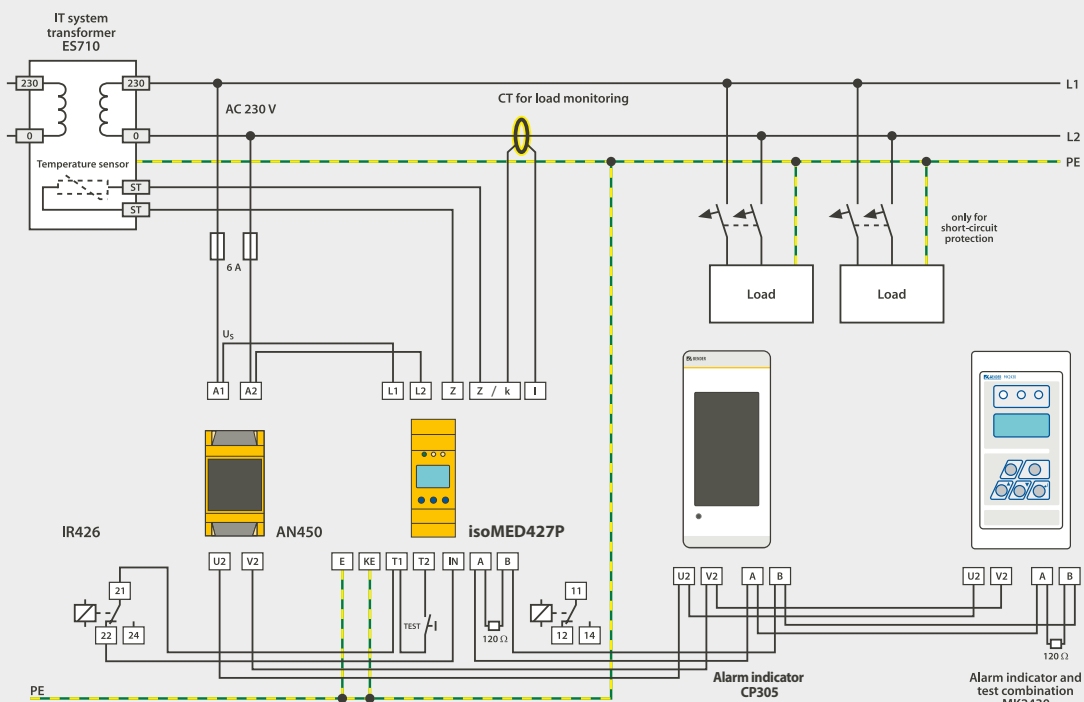 IT system
transformer
ES710
230
230
L1
AC 230 V
CT for load monitoring
0
0
L2
Temperature sensor
PE
ST
ST
only for
short-circuit
protection
6 A
Load
Load
US
A1
A2
L1
L2
Z
Z / k
l
BENDER
BENDER
IR426
AN450
isoMED427P
U2
V2
E
KE
T1
T2
IN
A
B
U2
V2
A
B
U2
V2
A
B
21
11
22
24
TEST
120 Ω
12
14
120 Ω
PE
Alarm indicator
CP305
Alarm indicator and
test combination
MK2430